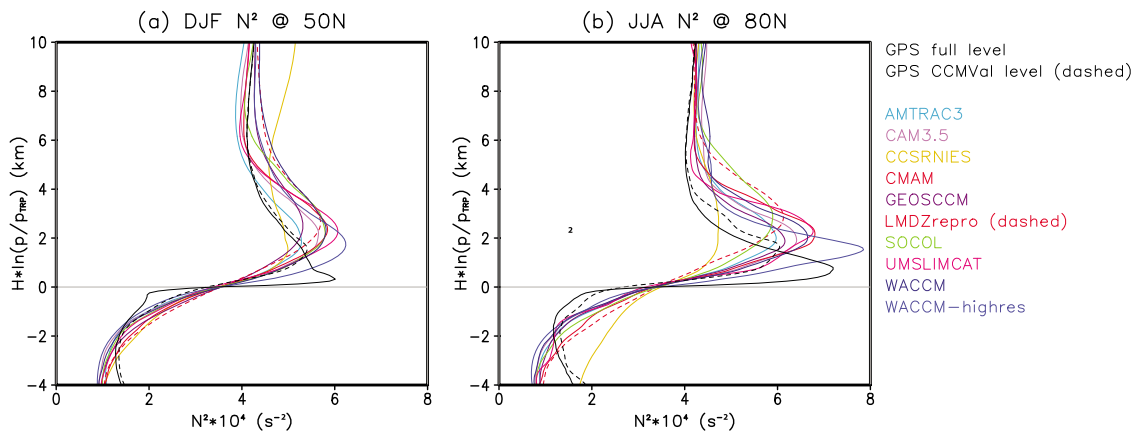 (a) DJF N² @ 50N
(b) JJA N² @ 80N
H*ln(p/pTRP) (km)
10
8
6
4
2
0
−2
−4
0
2
4
6
8
N²*10⁴ (s⁻²)
H*ln(p/pTRP) (km)
10
8
6
4
2
0
−2
−4
2
0
2
4
6
8
N²*10⁴ (s⁻²)
GPS full level
GPS CCMVal level (dashed)
AMTRAC3
CAM3.5
CCSRNIES
CMAM
GEOSCCM
LMDZrepro (dashed)
SOCOL
UMSLIMCAT
WACCM
WACCM−highres